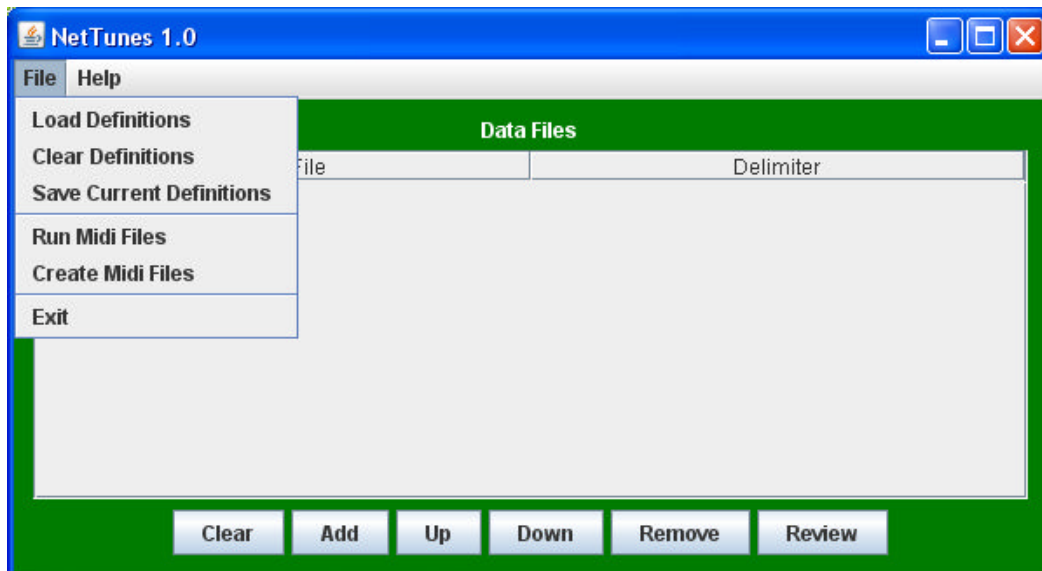 NetTunes 1.0
File Help
Load Definitions
Clear Definitions
Save Current Definitions
Run Midi Files
Create Midi Files
Exit
Data Files
File Delimiter
Clear Add Up Down Remove Review